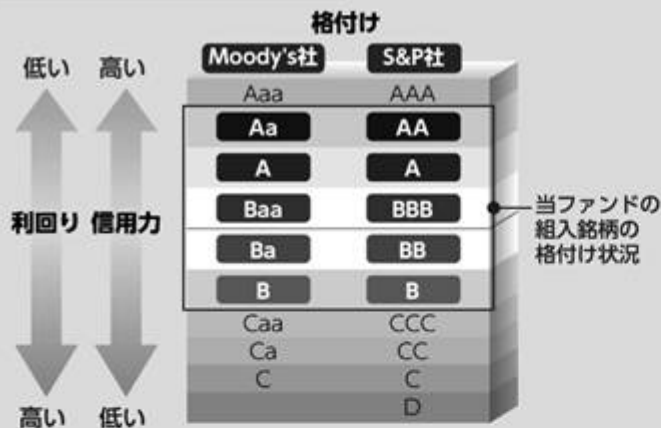 格付け
低い 高い Moody's社 S&P社
Aaa AAA
Aa AA
A A
Baa BBB
利回り 信用力
当ファンドの
組入銘柄の
格付け状況
Ba BB
B B
Caa CCC
Ca CC
C C
高い 低い D